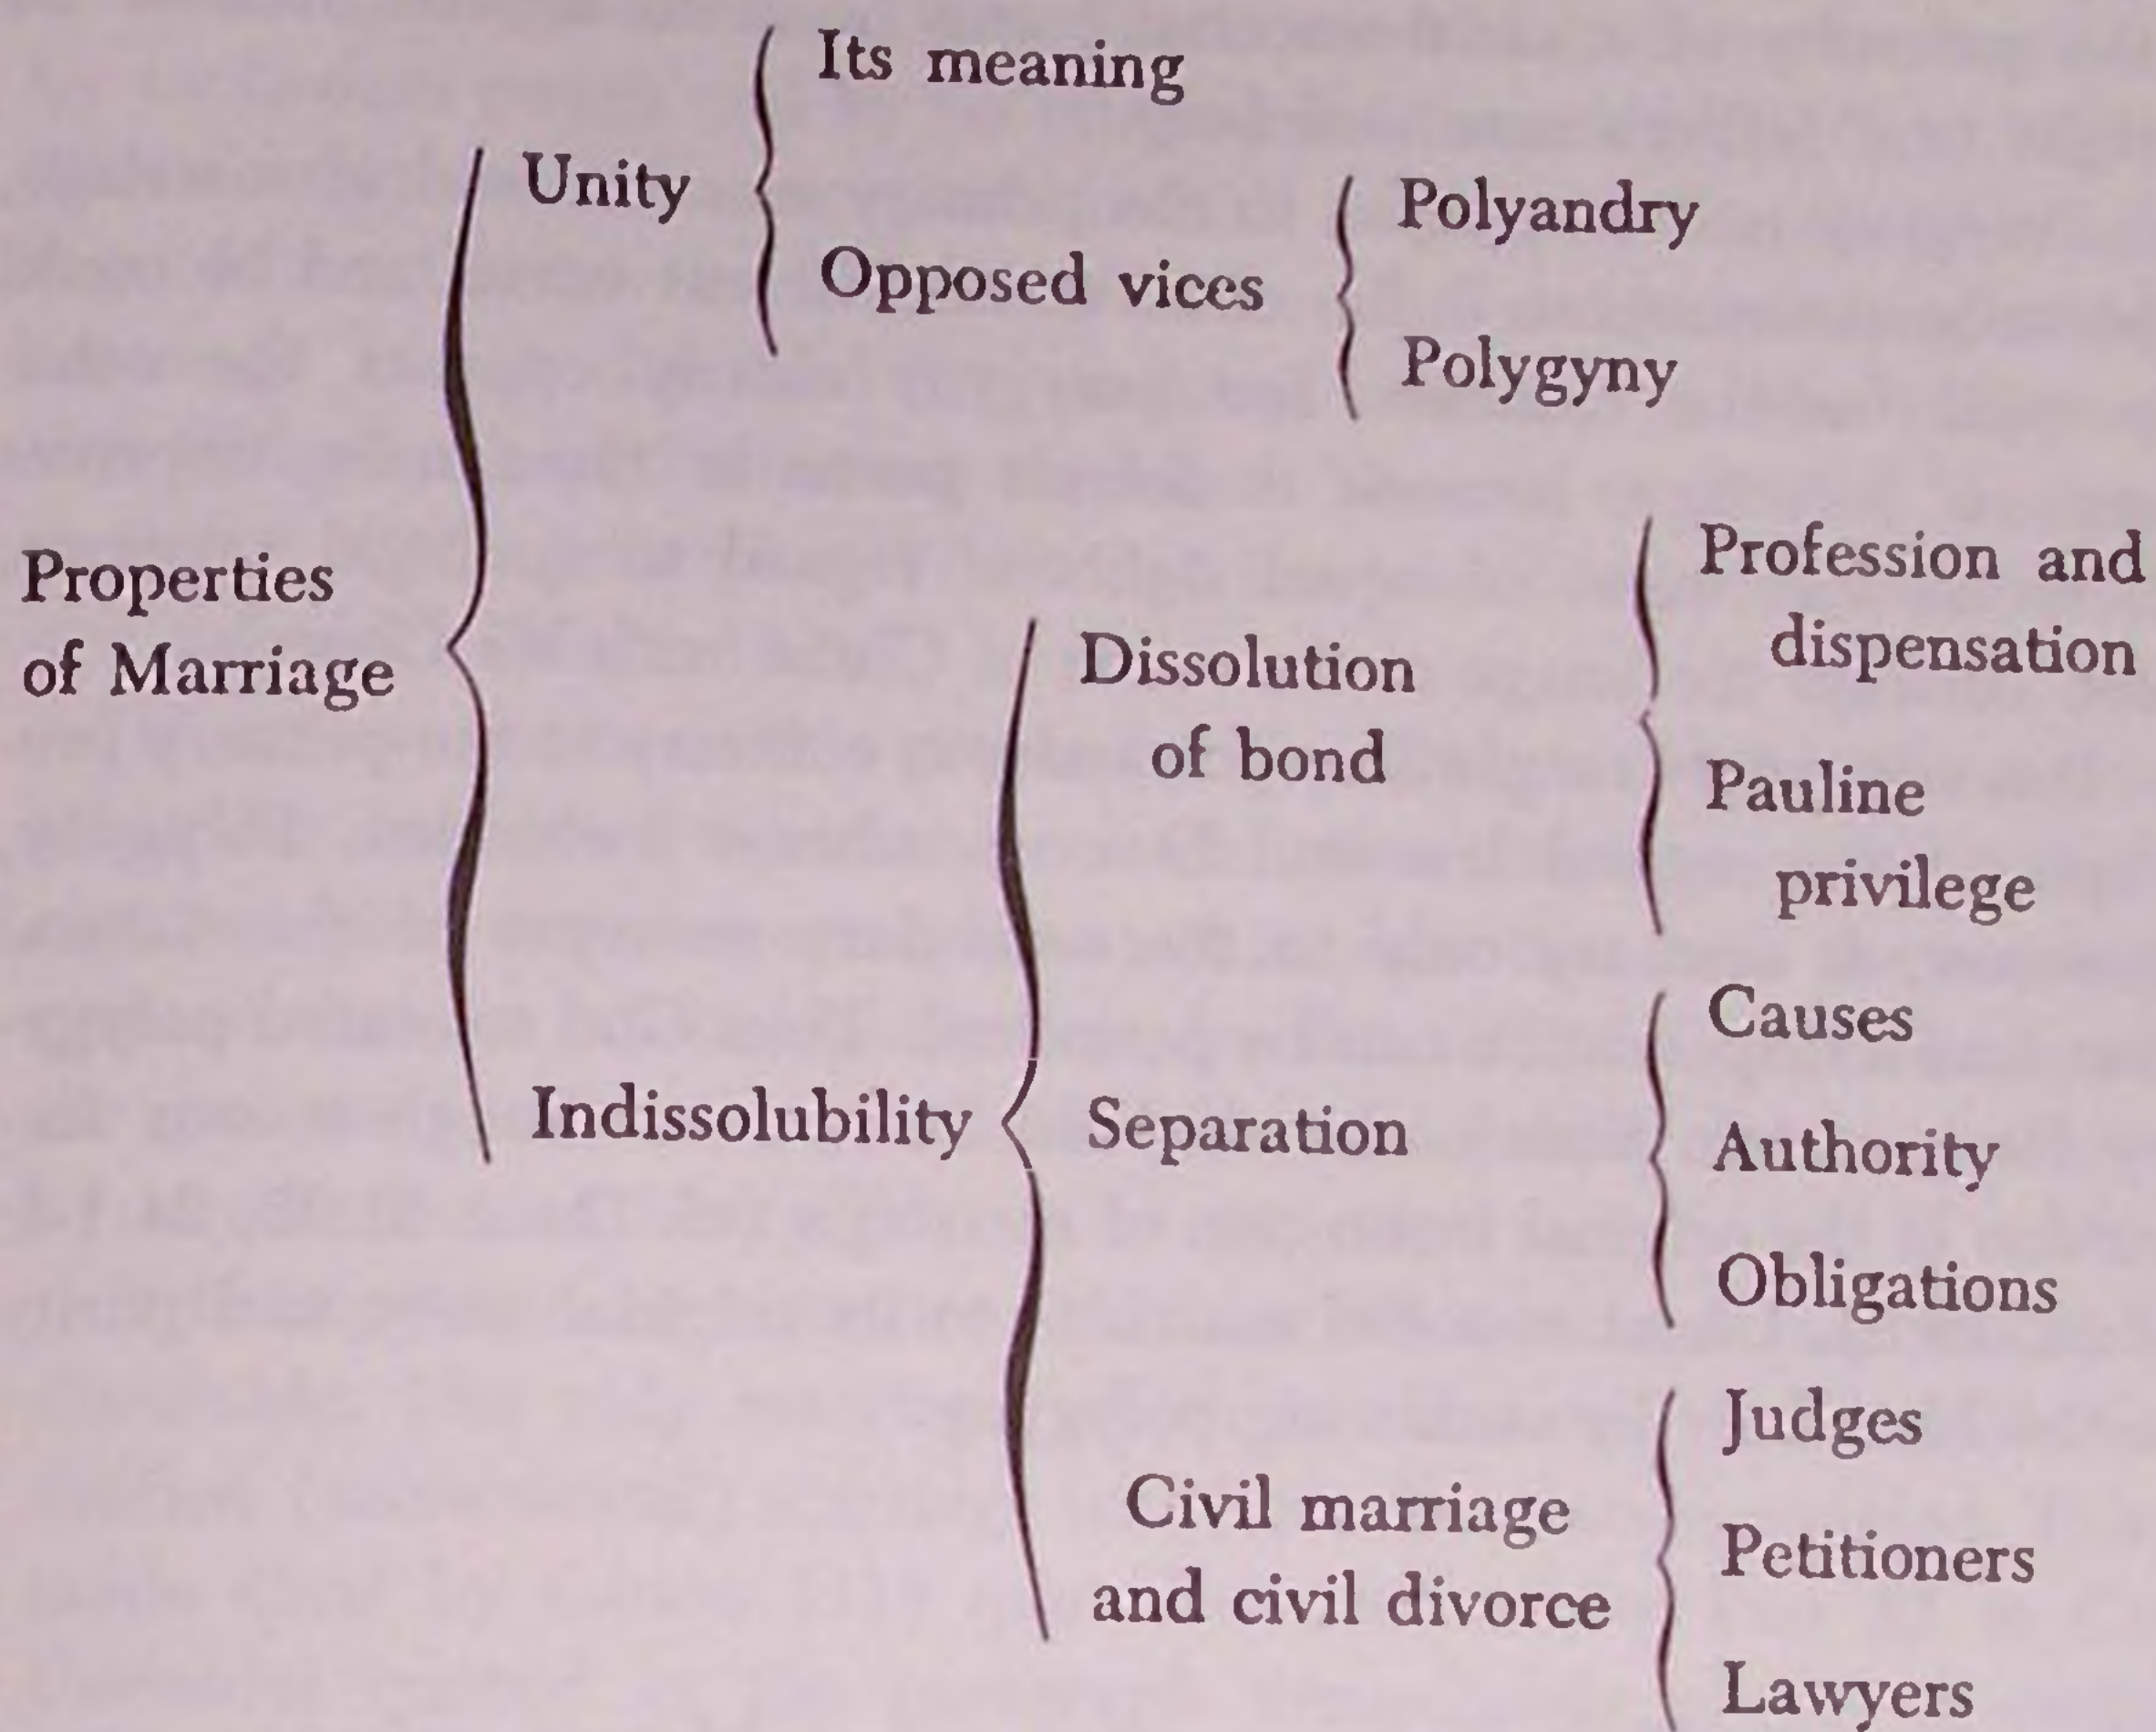 Properties
of Marriage
Unity
Its meaning
Opposed vices
Polyandry
Polygyny
Indissolubility
Dissolution
of bond
Profession and
dispensation
Pauline
privilege
Separation
Causes
Authority
Obligations
Civil marriage
and civil divorce
Judges
Petitioners
Lawyers